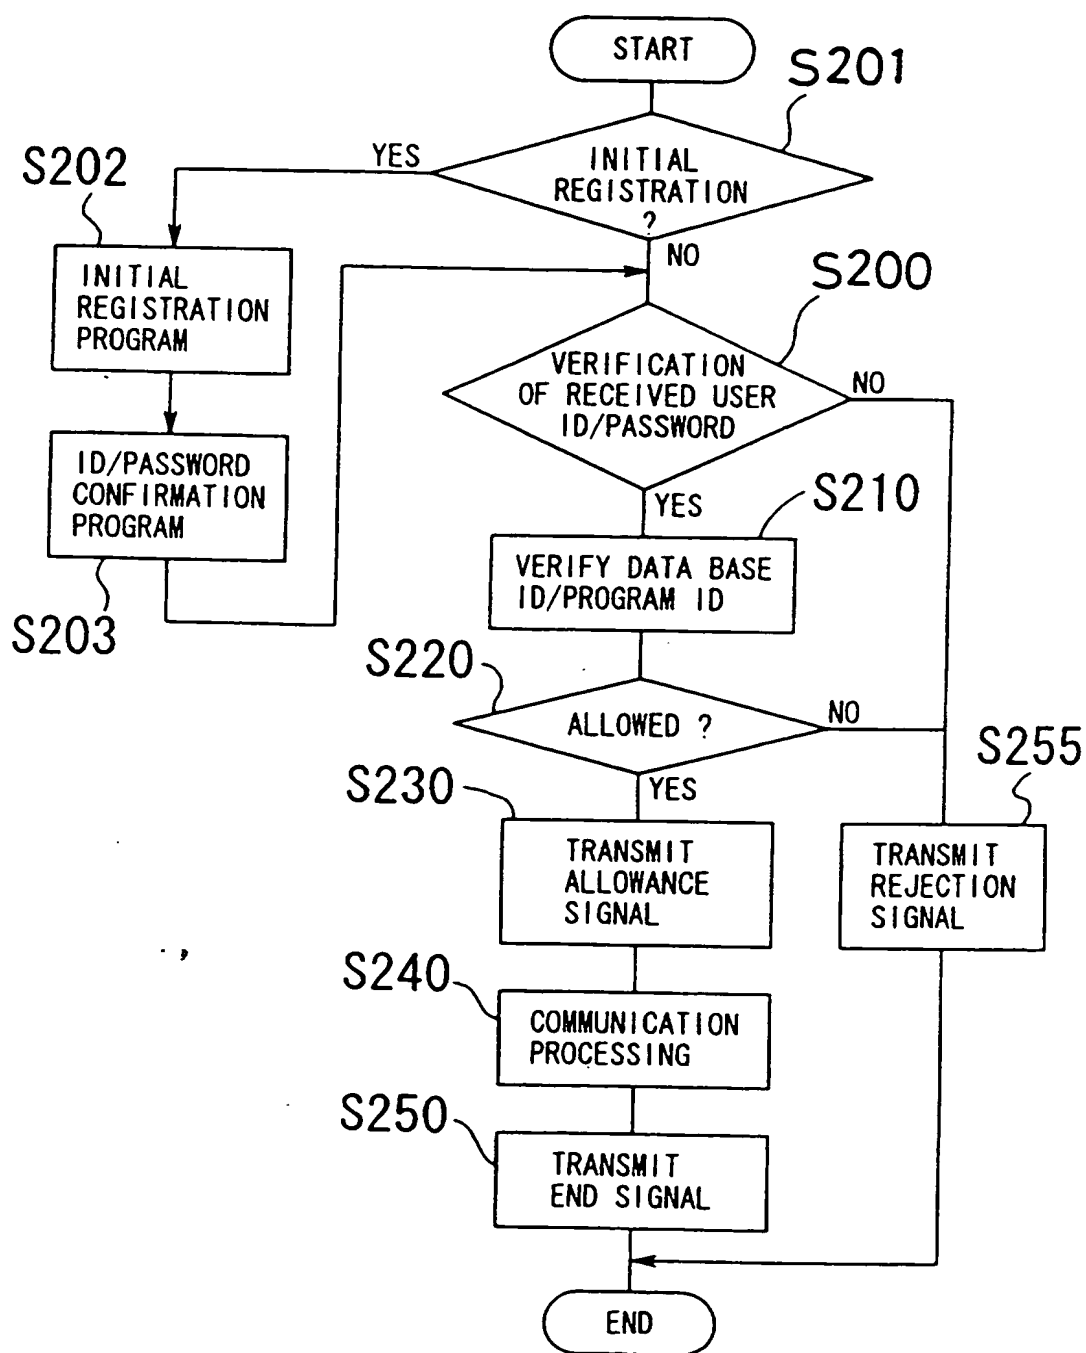 START
S201
INITIAL
REGISTRATION
?
YES
NO
S202
INITIAL
REGISTRATION
PROGRAM
S200
VERIFICATION
OF RECEIVED USER
ID/PASSWORD
NO
YES
ID/PASSWORD
CONFIRMATION
PROGRAM
S203
S210
VERIFY DATA BASE
ID/PROGRAM ID
S220
ALLOWED ?
NO
YES
S255
TRANSMIT
REJECTION
SIGNAL
S230
TRANSMIT
ALLOWANCE
SIGNAL
S240
COMMUNICATION
PROCESSING
S250
TRANSMIT
END SIGNAL
END